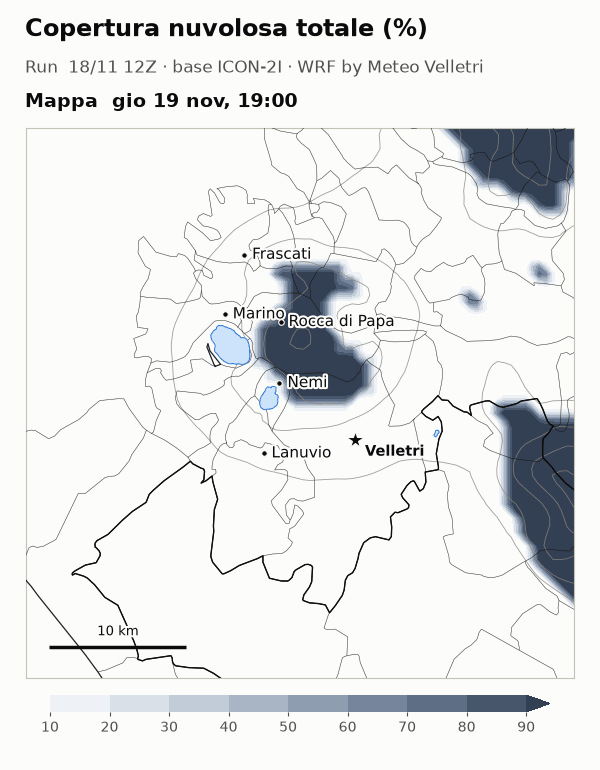 Copertura nuvolosa totale (%)
Run  18/11 12Z · base ICON-2I · WRF by Meteo Velletri
Mappa  gio 19 nov, 19:00
Frascati
Marino
Rocca di Papa
Nemi
Velletri
Lanuvio
10 km
10 20 30 40 50 60 70 80 90